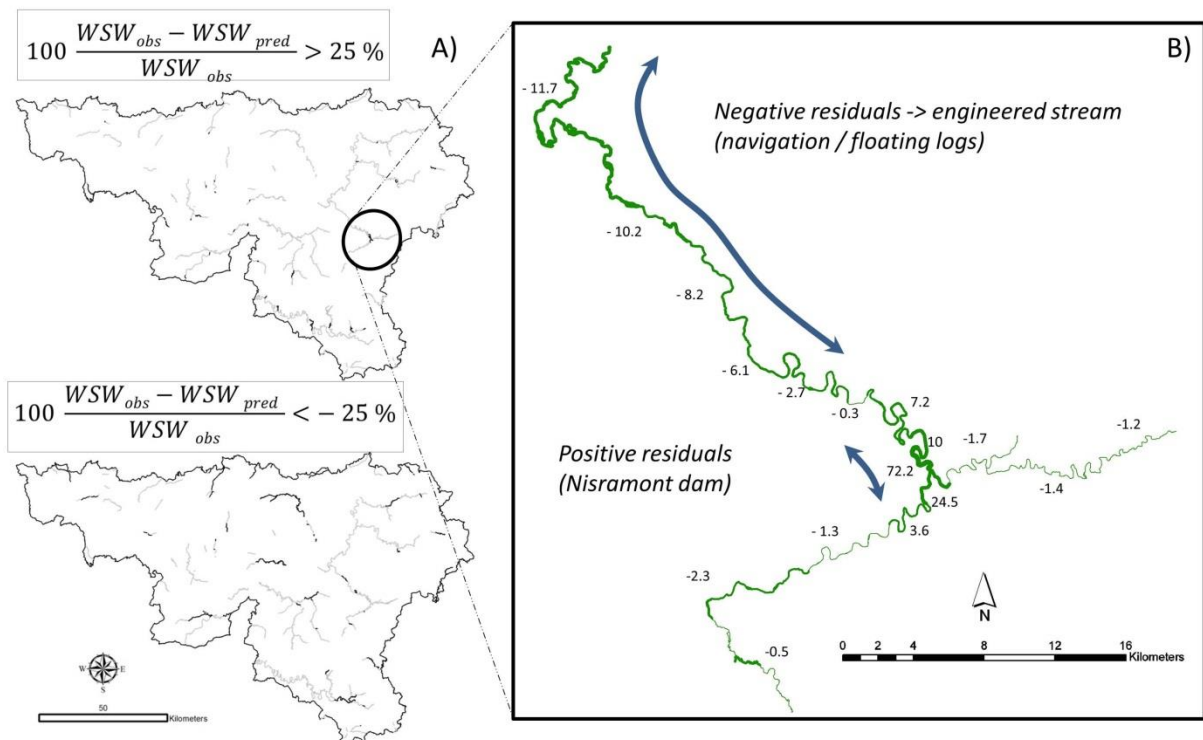 100 (WSW_obs − WSW_pred) / WSW_obs > 25 %
A)
100 (WSW_obs − WSW_pred) / WSW_obs < − 25 %
W N E S
50
Kilometers
B)
- 11.7
Negative residuals -> engineered stream
(navigation / floating logs)
- 10.2
- 8.2
- 6.1
- 2.7
- 0.3
7.2
10
-1.7
-1.2
Positive residuals
(Nisramont dam)
72.2
-1.4
24.5
- 1.3
3.6
-2.3
-0.5
N
0 2 4 8 12 16
Kilometers